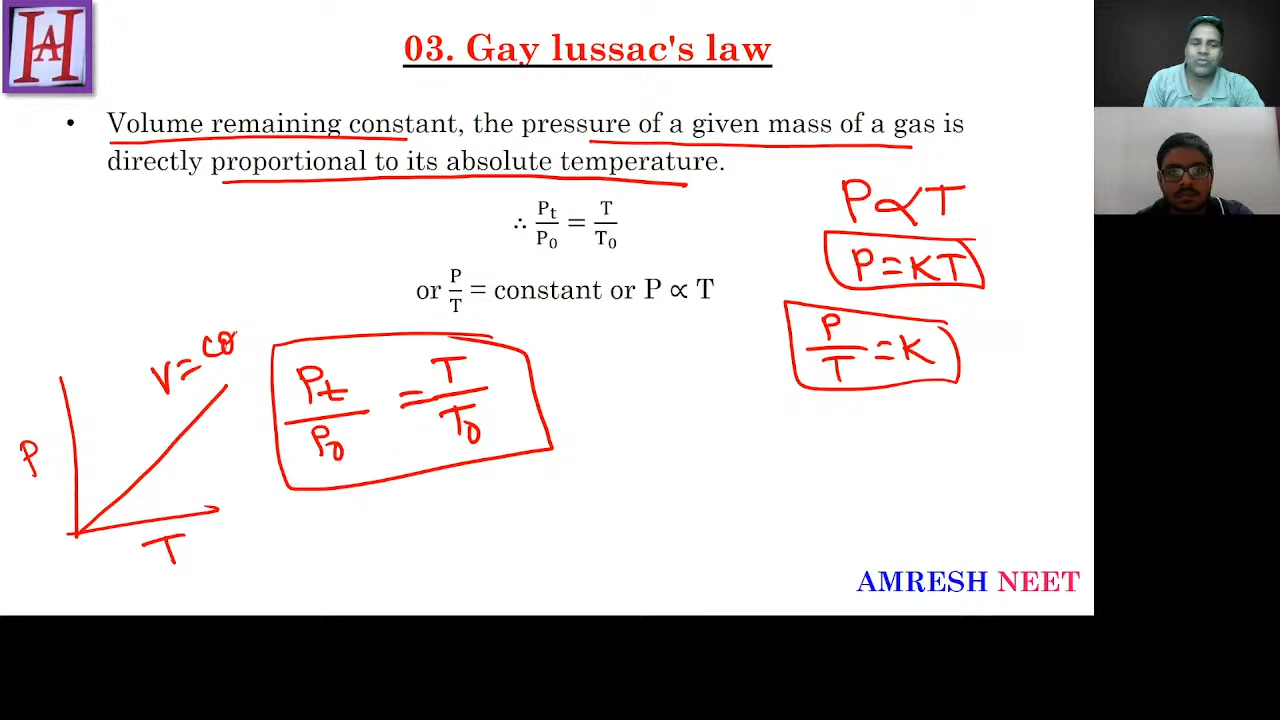 HA
03. Gay lussac's law
• Volume remaining constant, the pressure of a given mass of a gas is
directly proportional to its absolute temperature.
∴ Pt/P0 = T/T0
or P/T = constant or P ∝ T
P ∝ T
P = KT
P/T = K
V = co
P
T
Pt/P0 = T/T0
AMRESH NEET